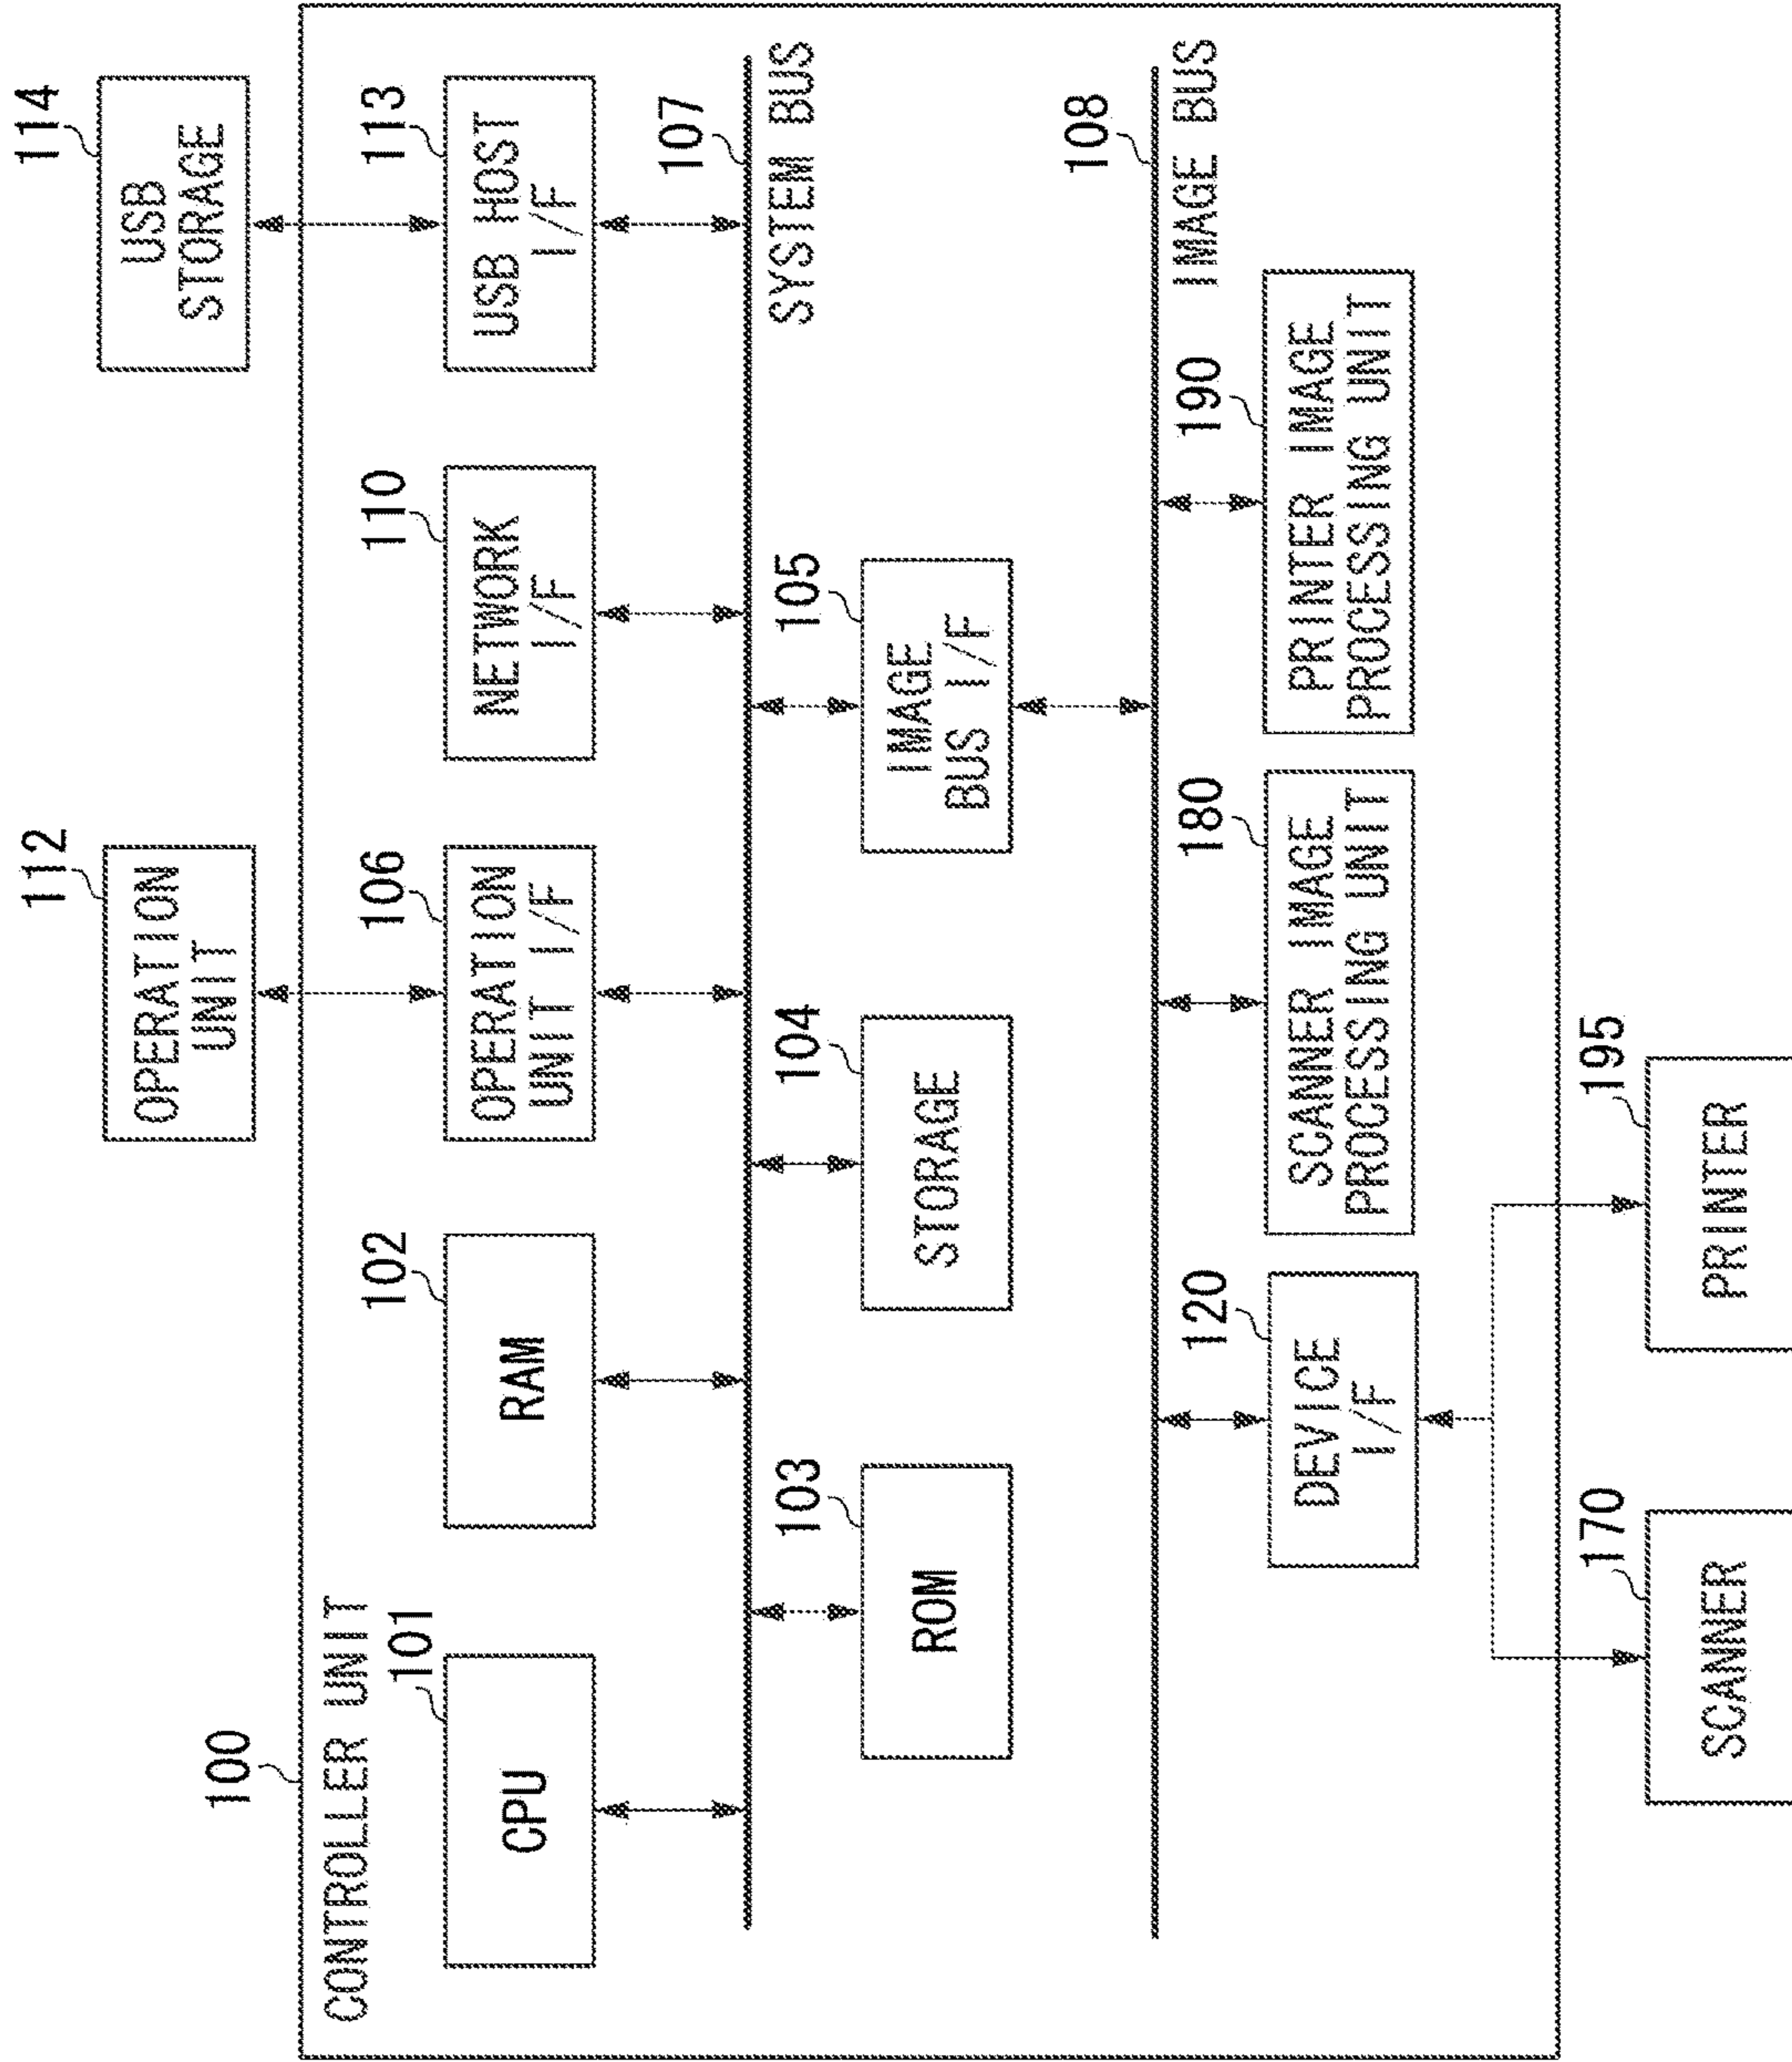 100
CONTROLLER UNIT
112
OPERATION
UNIT
114
USB
STORAGE
101
CPU
102
RAM
106
OPERATION
UNIT I/F
110
NETWORK
I/F
113
USB HOST
I/F
107
SYSTEM BUS
103
ROM
104
STORAGE
105
IMAGE
BUS I/F
108
IMAGE BUS
120
DEVICE
I/F
180
SCANNER IMAGE
PROCESSING UNIT
190
PRINTER IMAGE
PROCESSING UNIT
170
SCANNER
195
PRINTER